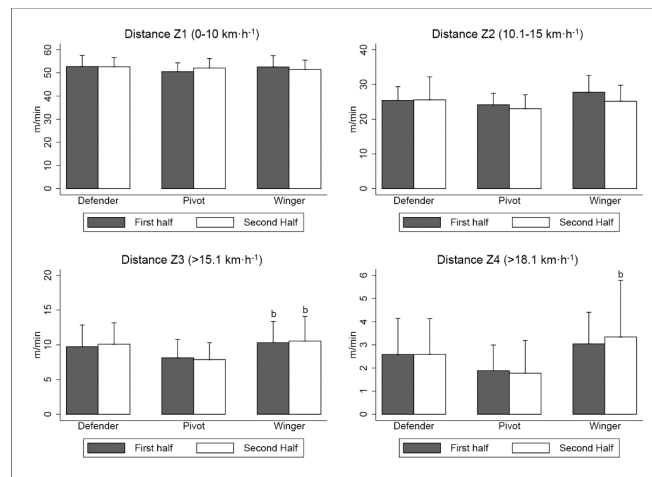 Distance Z1 (0-10 km·h⁻¹)
60
50
40
30
20
10
0
m/min
Defender Pivot Winger
First half Second Half
Distance Z2 (10.1-15 km·h⁻¹)
40
30
20
10
0
m/min
Defender Pivot Winger
First half Second Half
Distance Z3 (>15.1 km·h⁻¹)
20
15
10
5
0
m/min
b b
Defender Pivot Winger
First half Second Half
Distance Z4 (>18.1 km·h⁻¹)
6
5
4
3
2
1
0
m/min
b
Defender Pivot Winger
First half Second Half